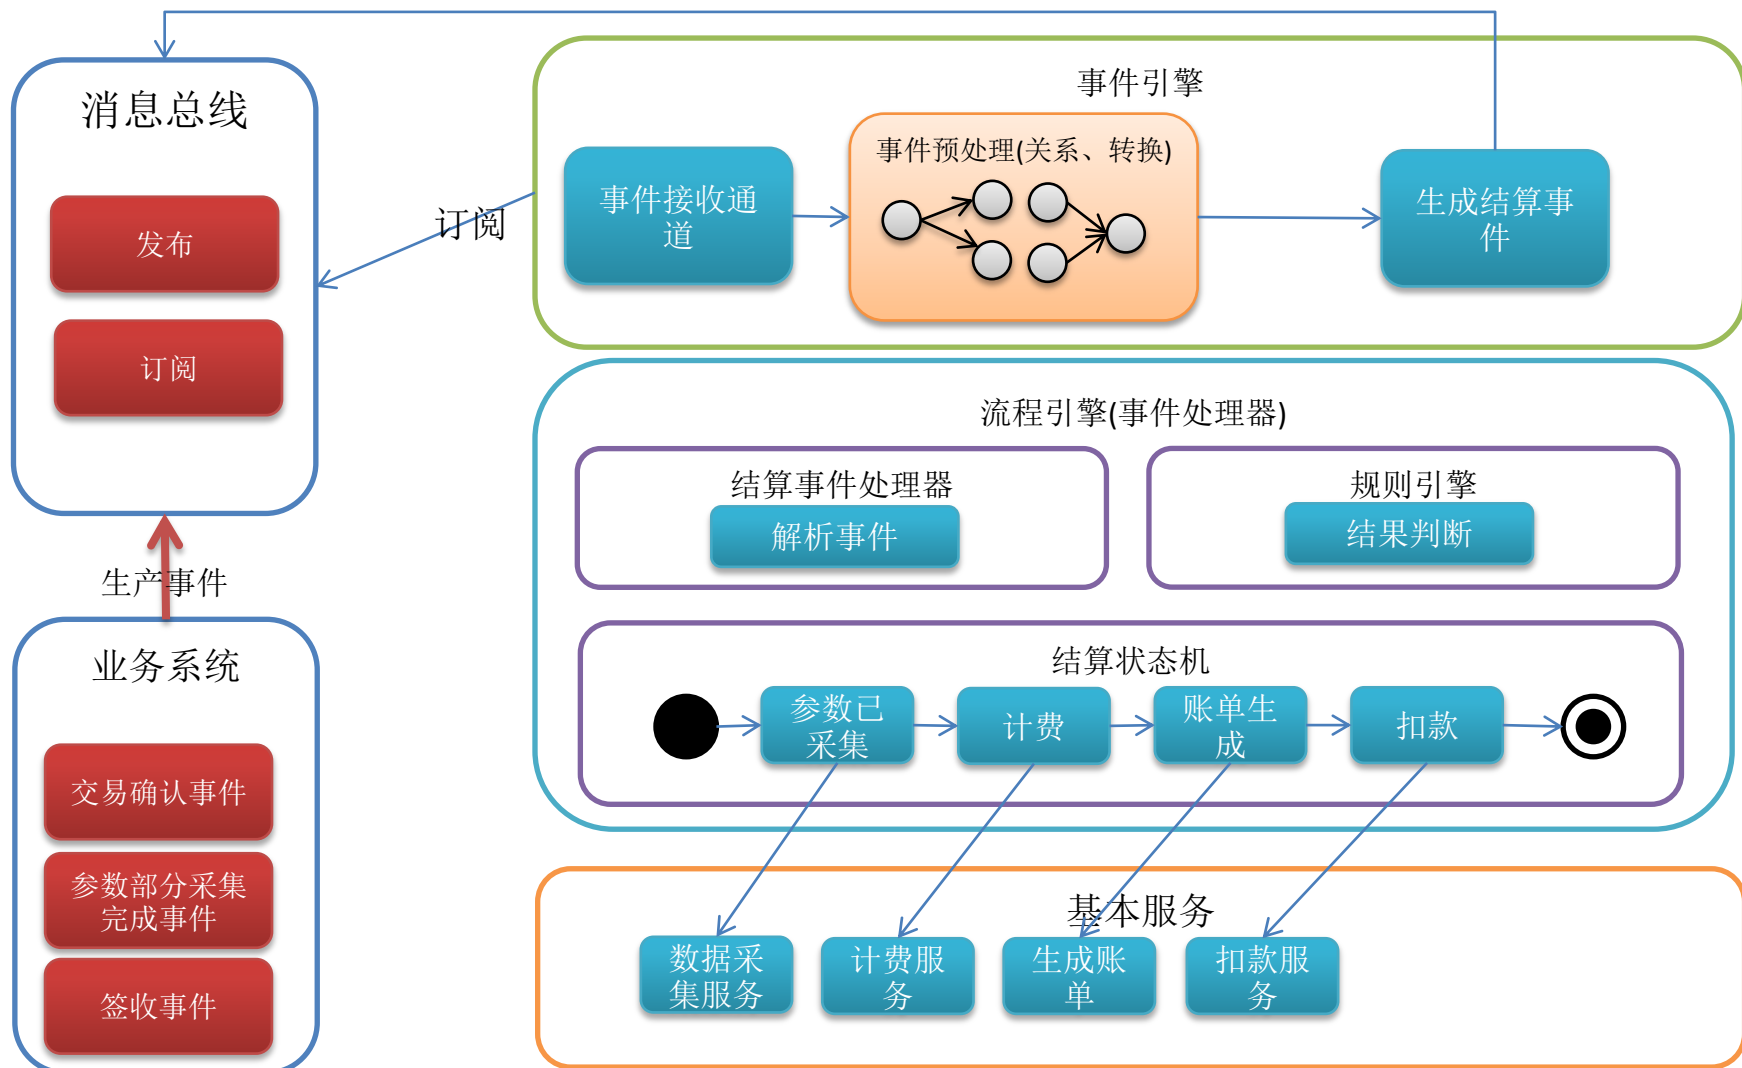 消息总线
发布
订阅
生产事件
业务系统
交易确认事件
参数部分采集
完成事件
签收事件
订阅
事件引擎
事件接收通
道
事件预处理(关系、转换)
生成结算事
件
流程引擎(事件处理器)
结算事件处理器
解析事件
规则引擎
结果判断
结算状态机
参数已
采集
计费
账单生
成
扣款
基本服务
数据采
集服务
计费服
务
生成账
单
扣款服
务